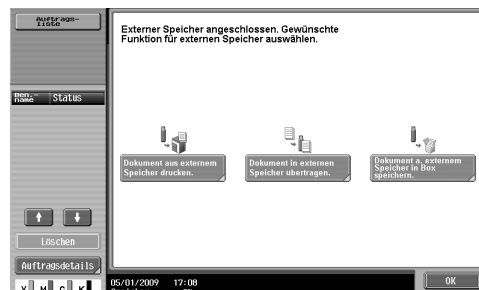 Auftrags-
liste
Externer Speicher angeschlossen. Gewünschte
Funktion für externen Speicher auswählen.
Ben.-
name Status
Dokument aus externem
Speicher drucken.
Dokument in externen
Speicher übertragen.
Dokument a. externem
Speicher in Box
speichern.
Löschen
Auftragsdetails
05/01/2009 17:08
Y M C K
OK